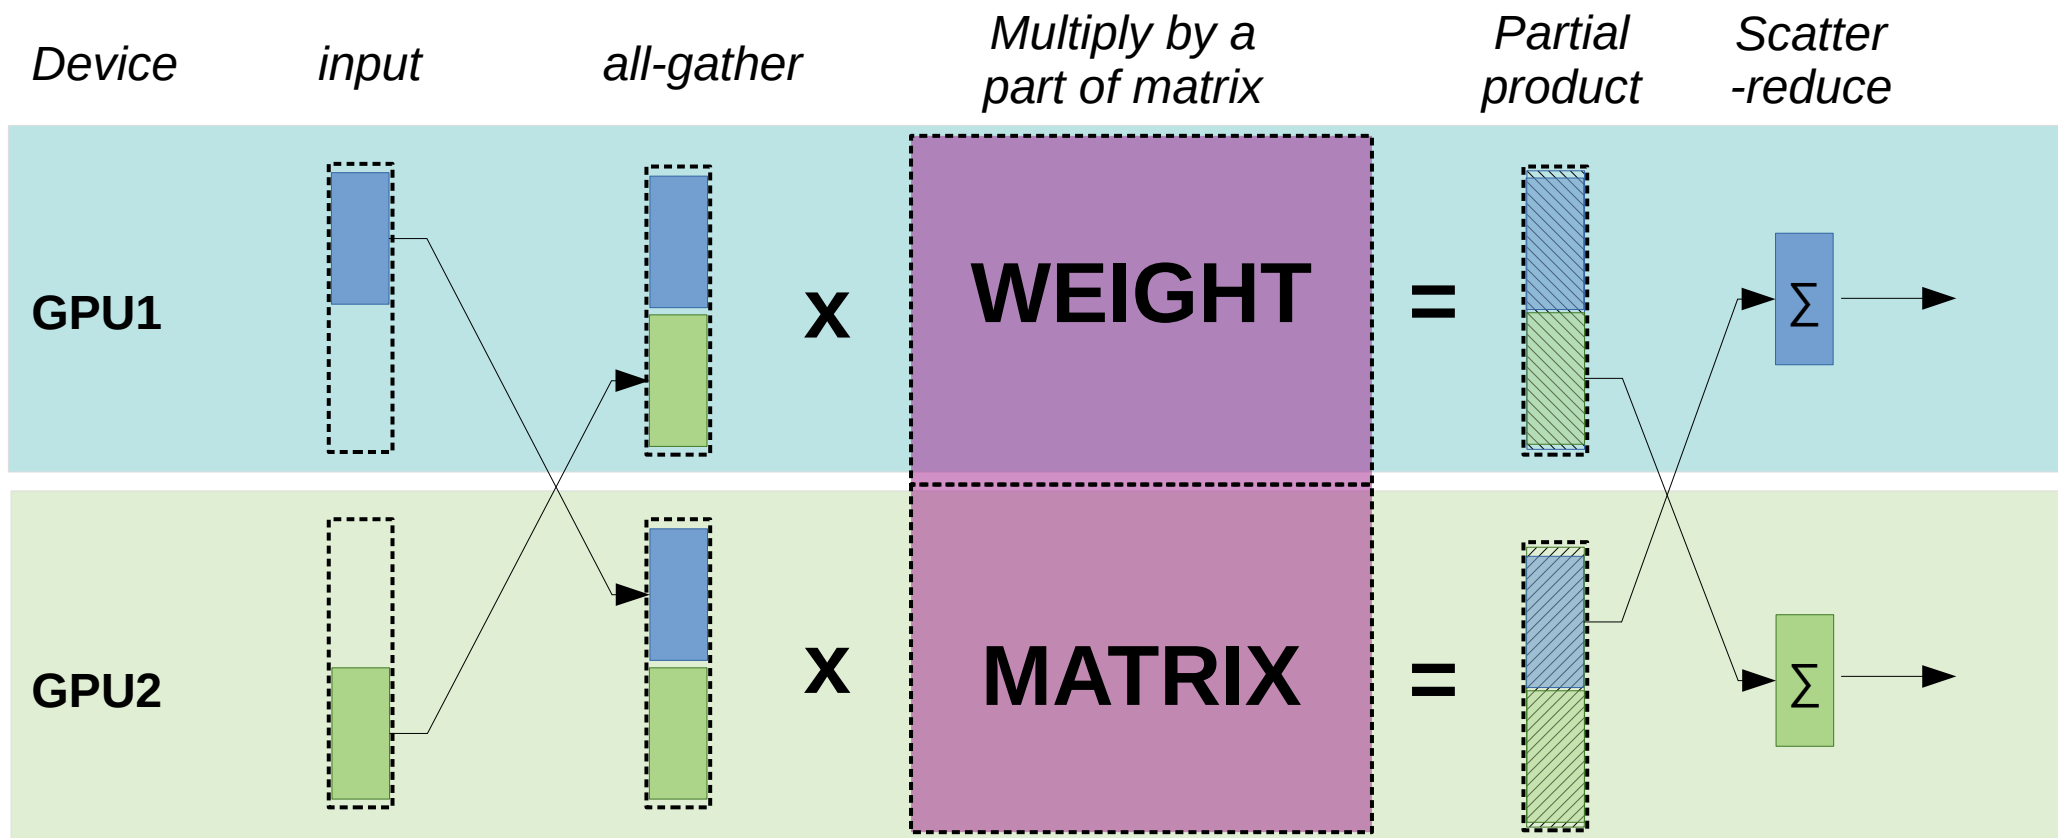 Device
input
all-gather
Multiply by a
part of matrix
Partial
product
Scatter
-reduce
GPU1
x
WEIGHT
=
∑
GPU2
x
MATRIX
=
∑